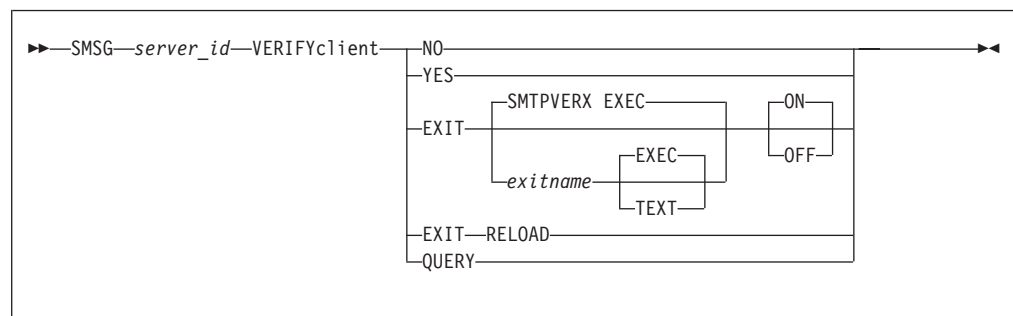 SMSG server_id VERIFYclient NO
YES
SMTPVERX EXEC ON
EXIT
EXEC OFF
exitname
TEXT
EXIT RELOAD
QUERY